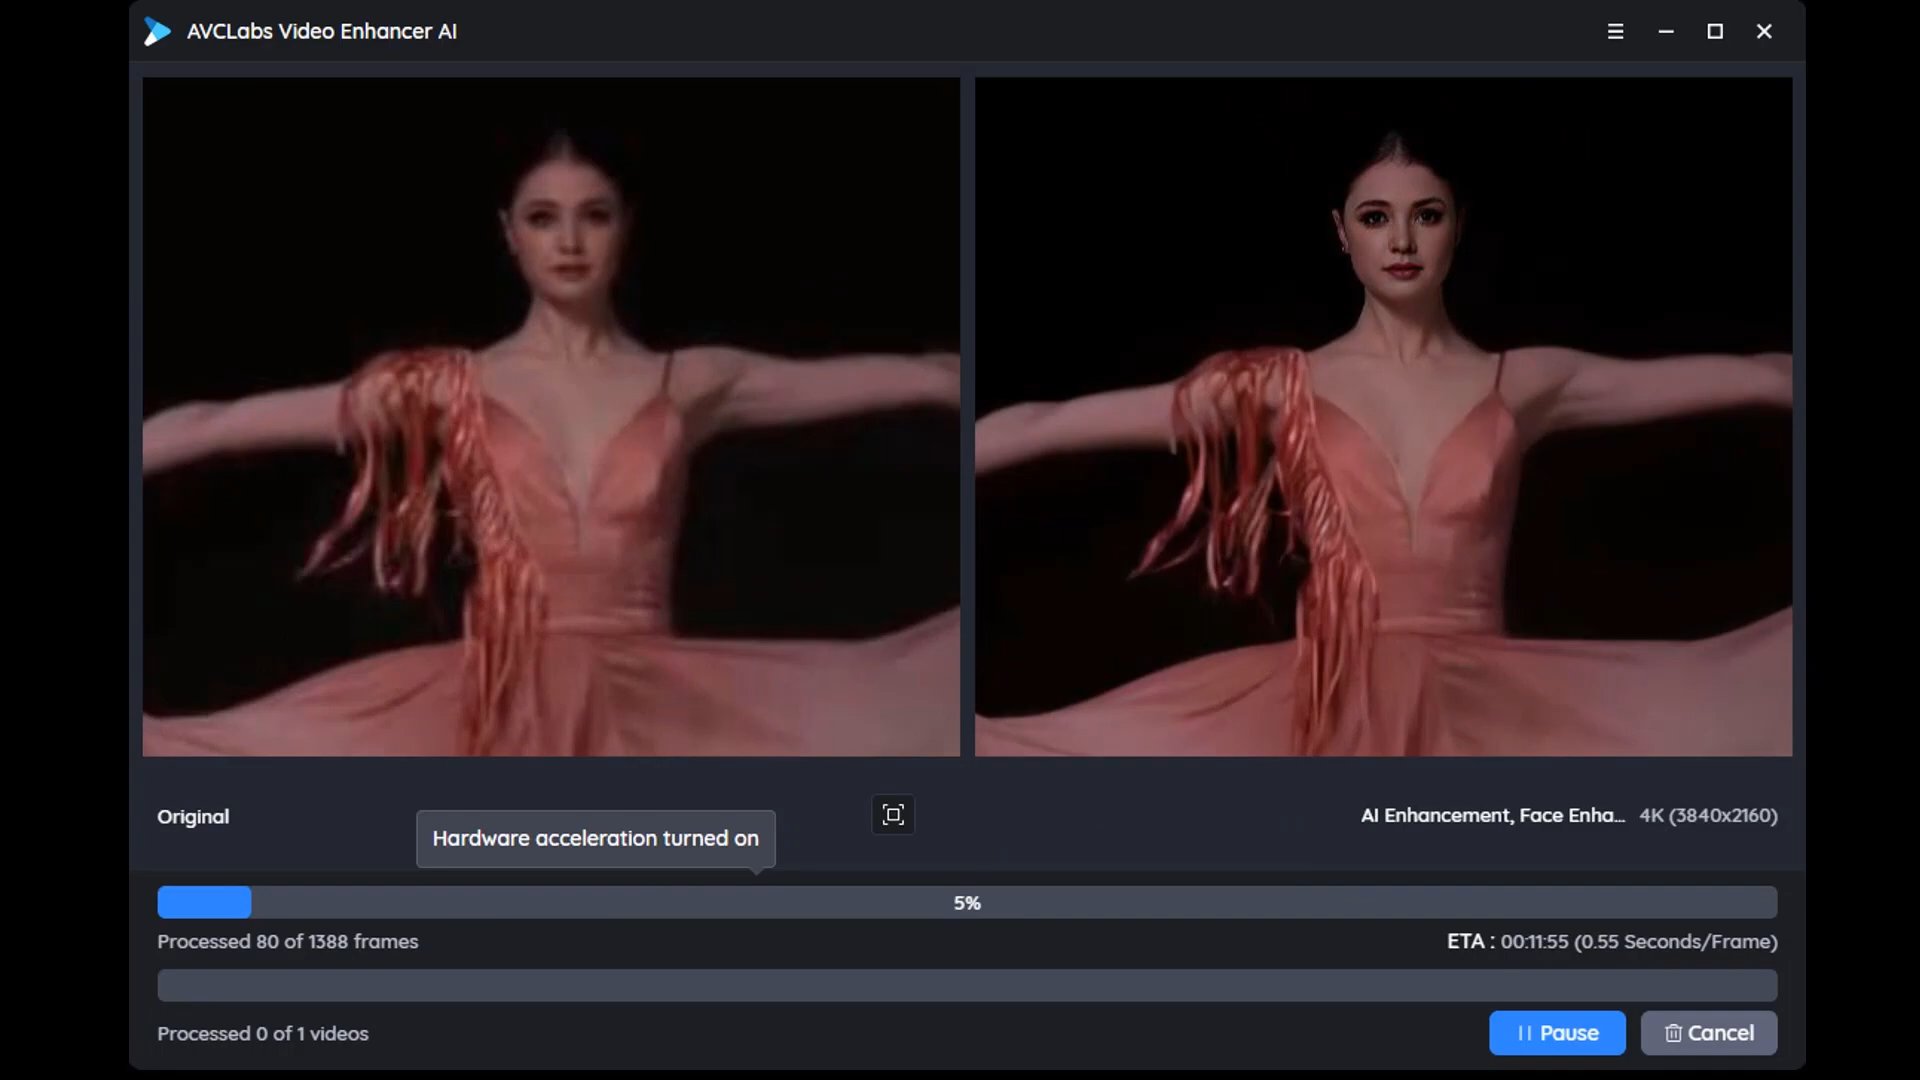 AVCLabs Video Enhancer AI
Original
Hardware acceleration turned on
AI Enhancement, Face Enha... 4K (3840x2160)
5%
Processed 80 of 1388 frames
ETA : 00:11:55 (0.55 Seconds/Frame)
Processed 0 of 1 videos
Pause
Cancel